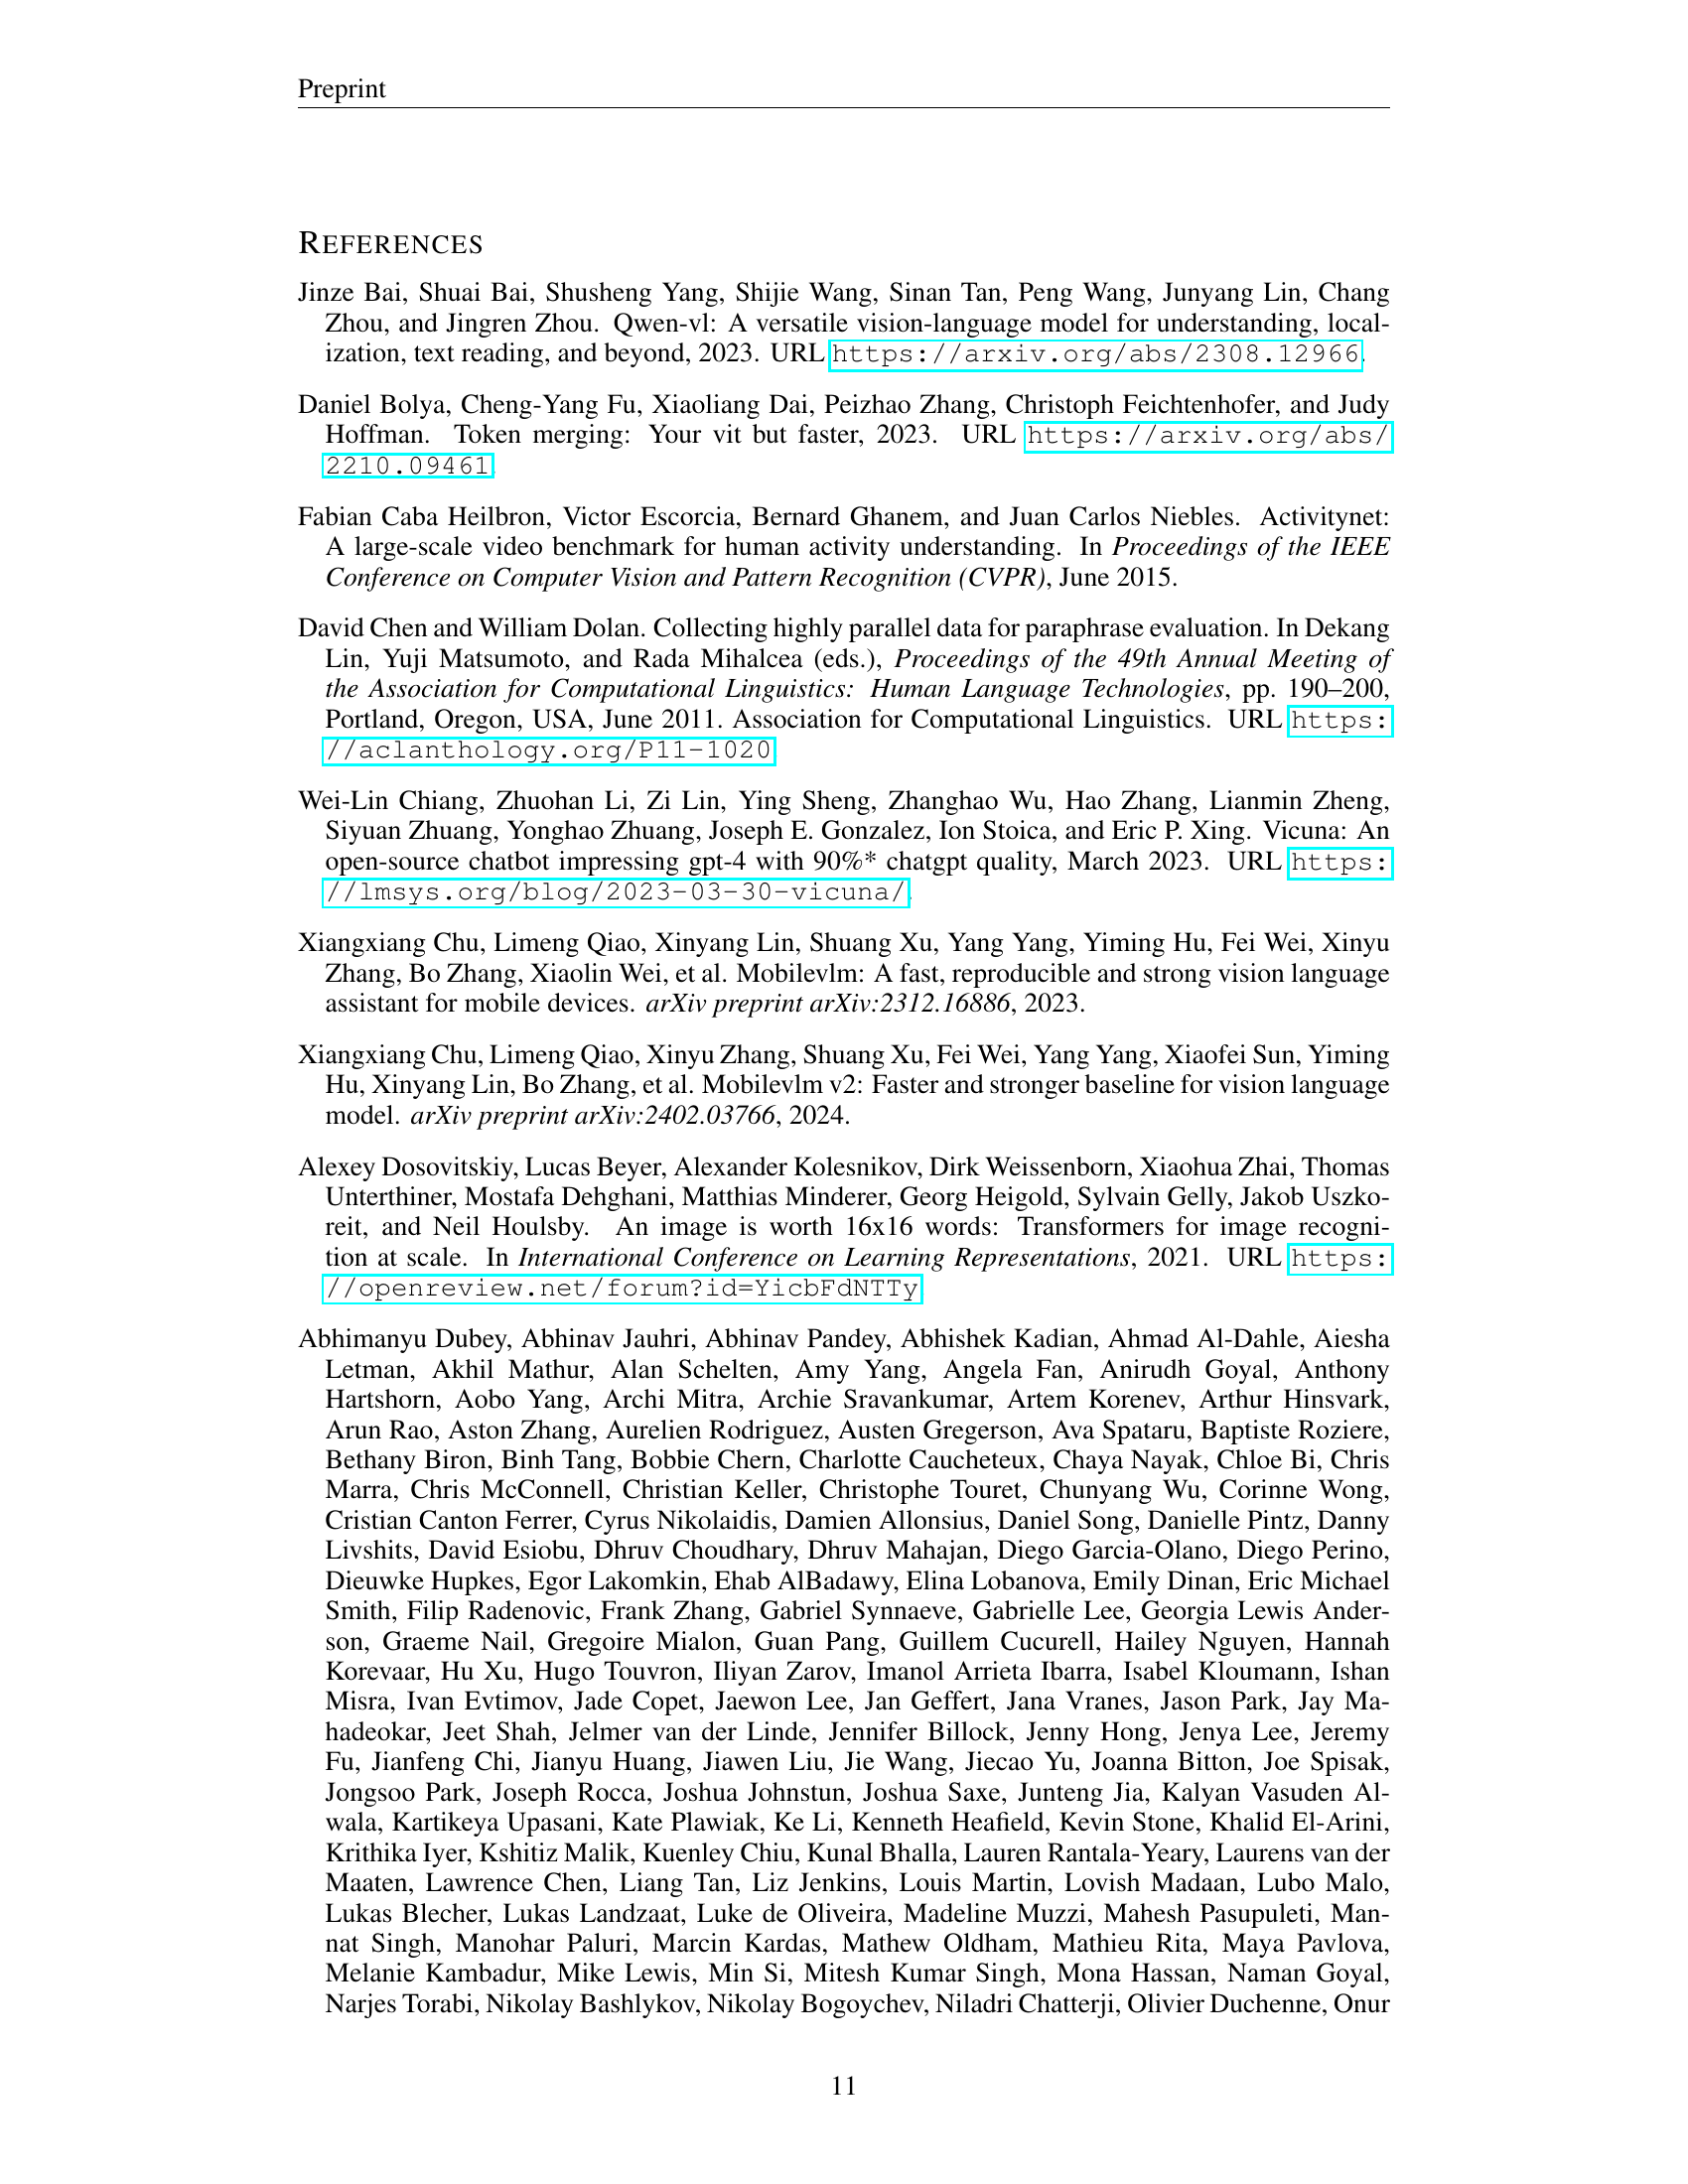 Preprint
REFERENCES
Jinze Bai, Shuai Bai, Shusheng Yang, Shijie Wang, Sinan Tan, Peng Wang, Junyang Lin, Chang
Zhou, and Jingren Zhou. Qwen-vl: A versatile vision-language model for understanding, local-
ization, text reading, and beyond, 2023. URL https://arxiv.org/abs/2308.12966.
Daniel Bolya, Cheng-Yang Fu, Xiaoliang Dai, Peizhao Zhang, Christoph Feichtenhofer, and Judy
Hoffman. Token merging: Your vit but faster, 2023. URL https://arxiv.org/abs/
2210.09461.
Fabian Caba Heilbron, Victor Escorcia, Bernard Ghanem, and Juan Carlos Niebles. Activitynet:
A large-scale video benchmark for human activity understanding. In Proceedings of the IEEE
Conference on Computer Vision and Pattern Recognition (CVPR), June 2015.
David Chen and William Dolan. Collecting highly parallel data for paraphrase evaluation. In Dekang
Lin, Yuji Matsumoto, and Rada Mihalcea (eds.), Proceedings of the 49th Annual Meeting of
the Association for Computational Linguistics: Human Language Technologies, pp. 190–200,
Portland, Oregon, USA, June 2011. Association for Computational Linguistics. URL https:
//aclanthology.org/P11-1020.
Wei-Lin Chiang, Zhuohan Li, Zi Lin, Ying Sheng, Zhanghao Wu, Hao Zhang, Lianmin Zheng,
Siyuan Zhuang, Yonghao Zhuang, Joseph E. Gonzalez, Ion Stoica, and Eric P. Xing. Vicuna: An
open-source chatbot impressing gpt-4 with 90%* chatgpt quality, March 2023. URL https:
//lmsys.org/blog/2023-03-30-vicuna/.
Xiangxiang Chu, Limeng Qiao, Xinyang Lin, Shuang Xu, Yang Yang, Yiming Hu, Fei Wei, Xinyu
Zhang, Bo Zhang, Xiaolin Wei, et al. Mobilevlm: A fast, reproducible and strong vision language
assistant for mobile devices. arXiv preprint arXiv:2312.16886, 2023.
Xiangxiang Chu, Limeng Qiao, Xinyu Zhang, Shuang Xu, Fei Wei, Yang Yang, Xiaofei Sun, Yiming
Hu, Xinyang Lin, Bo Zhang, et al. Mobilevlm v2: Faster and stronger baseline for vision language
model. arXiv preprint arXiv:2402.03766, 2024.
Alexey Dosovitskiy, Lucas Beyer, Alexander Kolesnikov, Dirk Weissenborn, Xiaohua Zhai, Thomas
Unterthiner, Mostafa Dehghani, Matthias Minderer, Georg Heigold, Sylvain Gelly, Jakob Uszko-
reit, and Neil Houlsby. An image is worth 16x16 words: Transformers for image recogni-
tion at scale. In International Conference on Learning Representations, 2021. URL https:
//openreview.net/forum?id=YicbFdNTTy.
Abhimanyu Dubey, Abhinav Jauhri, Abhinav Pandey, Abhishek Kadian, Ahmad Al-Dahle, Aiesha
Letman, Akhil Mathur, Alan Schelten, Amy Yang, Angela Fan, Anirudh Goyal, Anthony
Hartshorn, Aobo Yang, Archi Mitra, Archie Sravankumar, Artem Korenev, Arthur Hinsvark,
Arun Rao, Aston Zhang, Aurelien Rodriguez, Austen Gregerson, Ava Spataru, Baptiste Roziere,
Bethany Biron, Binh Tang, Bobbie Chern, Charlotte Caucheteux, Chaya Nayak, Chloe Bi, Chris
Marra, Chris McConnell, Christian Keller, Christophe Touret, Chunyang Wu, Corinne Wong,
Cristian Canton Ferrer, Cyrus Nikolaidis, Damien Allonsius, Daniel Song, Danielle Pintz, Danny
Livshits, David Esiobu, Dhruv Choudhary, Dhruv Mahajan, Diego Garcia-Olano, Diego Perino,
Dieuwke Hupkes, Egor Lakomkin, Ehab AlBadawy, Elina Lobanova, Emily Dinan, Eric Michael
Smith, Filip Radenovic, Frank Zhang, Gabriel Synnaeve, Gabrielle Lee, Georgia Lewis Ander-
son, Graeme Nail, Gregoire Mialon, Guan Pang, Guillem Cucurell, Hailey Nguyen, Hannah
Korevaar, Hu Xu, Hugo Touvron, Iliyan Zarov, Imanol Arrieta Ibarra, Isabel Kloumann, Ishan
Misra, Ivan Evtimov, Jade Copet, Jaewon Lee, Jan Geffert, Jana Vranes, Jason Park, Jay Ma-
hadeokar, Jeet Shah, Jelmer van der Linde, Jennifer Billock, Jenny Hong, Jenya Lee, Jeremy
Fu, Jianfeng Chi, Jianyu Huang, Jiawen Liu, Jie Wang, Jiecao Yu, Joanna Bitton, Joe Spisak,
Jongsoo Park, Joseph Rocca, Joshua Johnstun, Joshua Saxe, Junteng Jia, Kalyan Vasuden Al-
wala, Kartikeya Upasani, Kate Plawiak, Ke Li, Kenneth Heafield, Kevin Stone, Khalid El-Arini,
Krithika Iyer, Kshitiz Malik, Kuenley Chiu, Kunal Bhalla, Lauren Rantala-Yeary, Laurens van der
Maaten, Lawrence Chen, Liang Tan, Liz Jenkins, Louis Martin, Lovish Madaan, Lubo Malo,
Lukas Blecher, Lukas Landzaat, Luke de Oliveira, Madeline Muzzi, Mahesh Pasupuleti, Man-
nat Singh, Manohar Paluri, Marcin Kardas, Mathew Oldham, Mathieu Rita, Maya Pavlova,
Melanie Kambadur, Mike Lewis, Min Si, Mitesh Kumar Singh, Mona Hassan, Naman Goyal,
Narjes Torabi, Nikolay Bashlykov, Nikolay Bogoychev, Niladri Chatterji, Olivier Duchenne, Onur
11